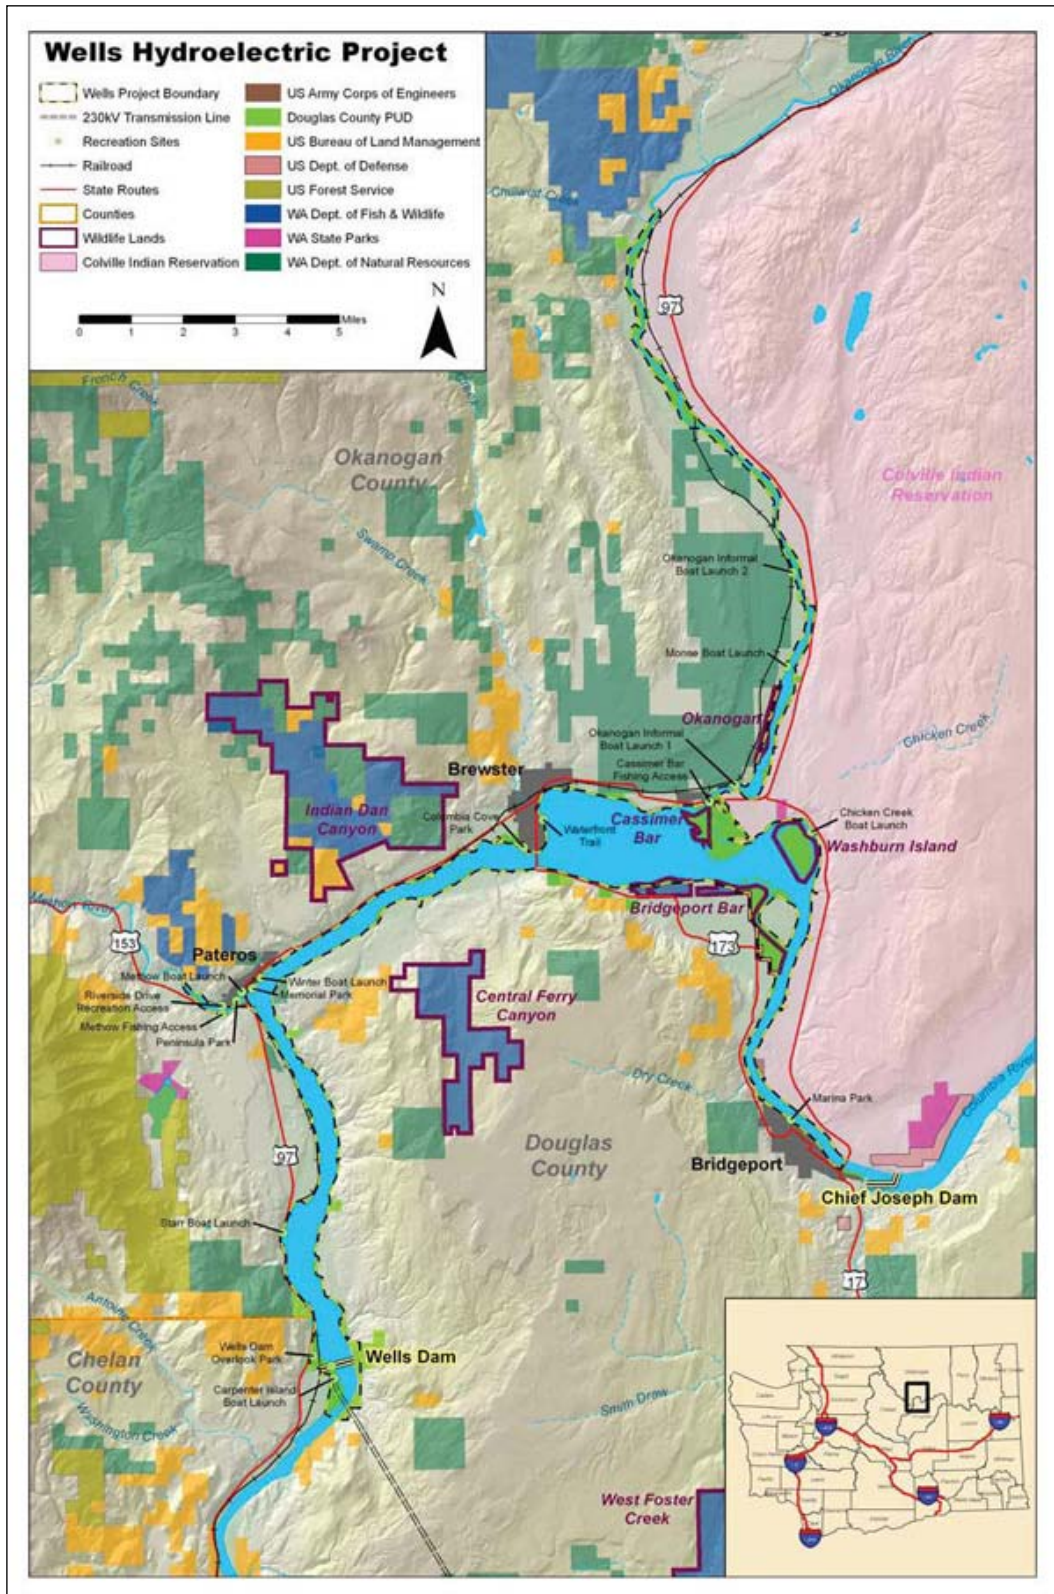 Wells Hydroelectric Project
Wells Project Boundary
230kV Transmission Line
Recreation Sites
Railroad
State Routes
Counties
Wildlife Lands
Colville Indian Reservation
US Army Corps of Engineers
Douglas County PUD
US Bureau of Land Management
US Dept. of Defense
US Forest Service
WA Dept. of Fish & Wildlife
WA State Parks
WA Dept. of Natural Resources
N
Miles
0 1 2 3 4 5
Okanogan River
97
French Creek
Okanogan
County
Colville Indian
Reservation
Swamp Creek
Okanogan Informal
Boat Launch 2
Monse Boat Launch
Okanogan
Okanogan Informal
Boat Launch 1
Chicken Creek
Cassimer Bar
Fishing Access
Brewster
Indian Dan
Canyon
Columbia Cove
Park
Waterfront
Trail
Cassimer
Bar
Chicken Creek
Boat Launch
Washburn Island
Bridgeport Bar
Methow River
153
173
Pateros
Methow Boat Launch
Winter Boat Launch
Memorial Park
Riverside Drive
Recreation Access
Methow Fishing Access
Peninsula Park
Central Ferry
Canyon
Dry Creek
Columbia River
Marina Park
Douglas
County
Bridgeport
97
Chief Joseph Dam
Starr Boat Launch
17
Antoine Creek
Chelan
County
Wells Dam
Overlook Park
Wells Dam
Carpenter Island
Boat Launch
Washington Creek
Smith Draw
West Foster
Creek